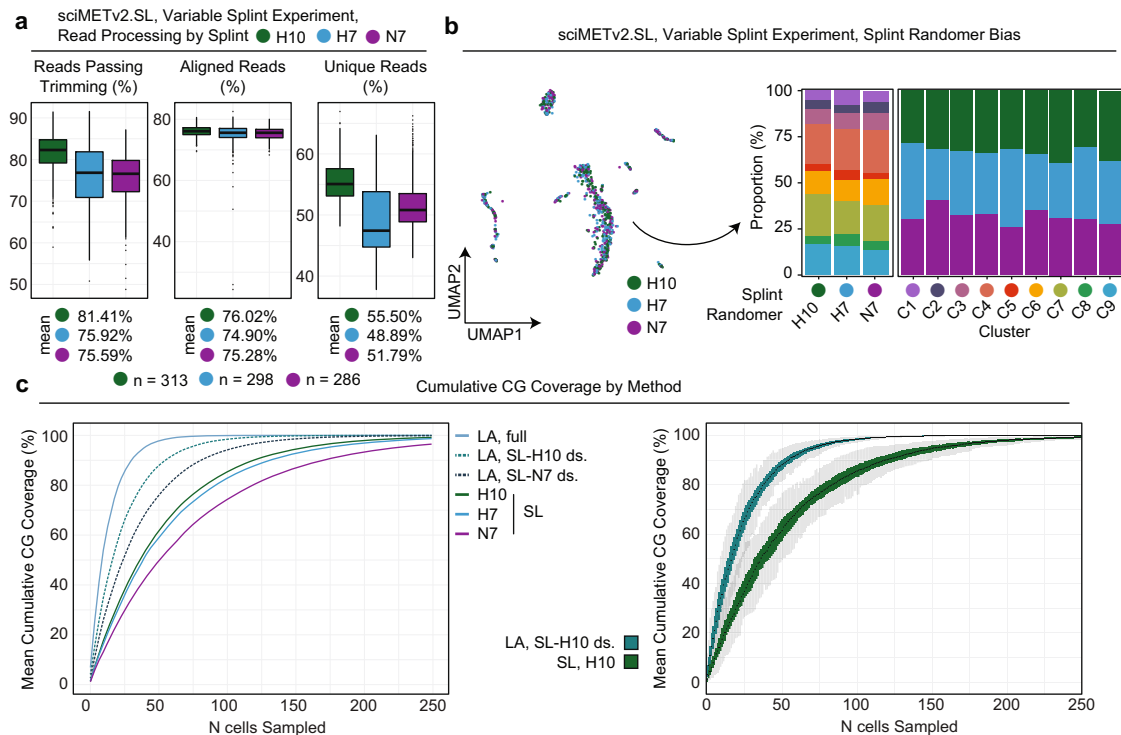 a
sciMETv2.SL, Variable Splint Experiment,
Read Processing by Splint H10 H7 N7
Reads Passing Trimming (%)
Aligned Reads (%)
Unique Reads (%)
90
80
70
60
50
80
60
40
60
50
40
mean
81.41%
75.92%
75.59%
mean
76.02%
74.90%
75.28%
mean
55.50%
48.89%
51.79%
n = 313 n = 298 n = 286
b
sciMETv2.SL, Variable Splint Experiment, Splint Randomer Bias
UMAP2
UMAP1
H10
H7
N7
Proportion (%)
100
75
50
25
0
Splint
Randomer
H10 H7 N7
C1 C2 C3 C4 C5 C6 C7 C8 C9
Cluster
c
Cumulative CG Coverage by Method
Mean Cumulative CG Coverage (%)
100
80
60
40
20
0
0 50 100 150 200 250
N cells Sampled
LA, full
LA, SL-H10 ds.
LA, SL-N7 ds.
H10
H7
N7
SL
Mean Cumulative CG Coverage (%)
100
80
60
40
20
0
0 50 100 150 200 250
N cells Sampled
LA, SL-H10 ds.
SL, H10